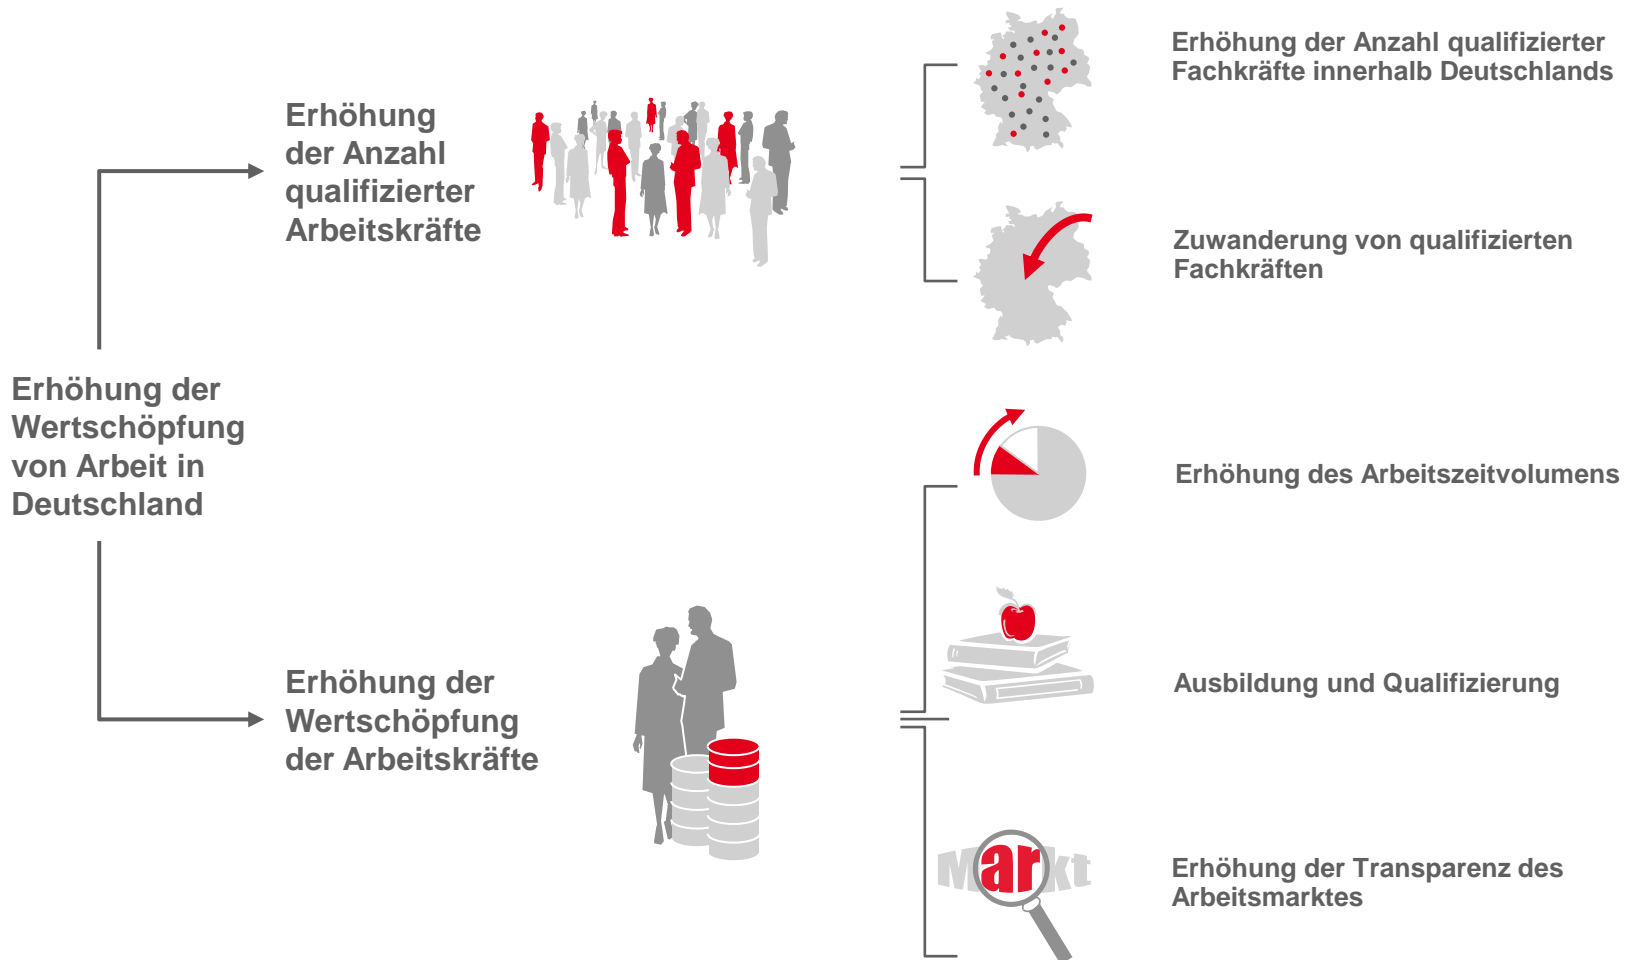 Erhöhung der
Wertschöpfung
von Arbeit in
Deutschland
Erhöhung
der Anzahl
qualifizierter
Arbeitskräfte
Erhöhung der Anzahl qualifizierter
Fachkräfte innerhalb Deutschlands
Zuwanderung von qualifizierten
Fachkräften
Erhöhung der
Wertschöpfung
der Arbeitskräfte
Erhöhung des Arbeitszeitvolumens
Ausbildung und Qualifizierung
Markt
Erhöhung der Transparenz des
Arbeitsmarktes